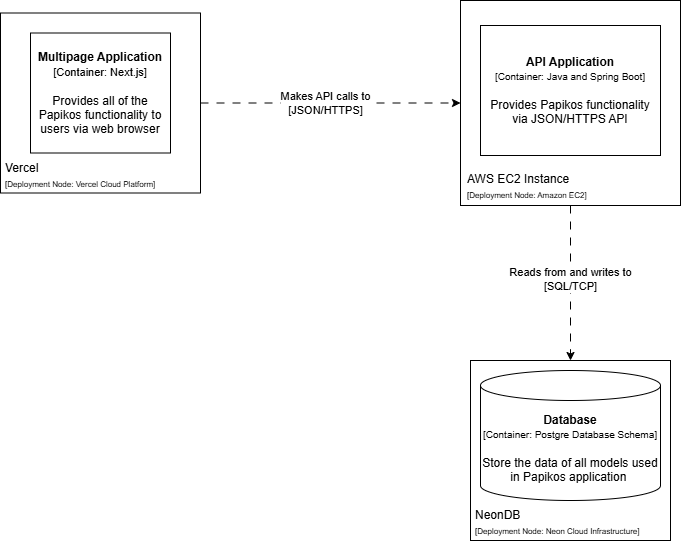 Multipage Application
[Container: Next.js]
Provides all of the
Papikos functionality to
users via web browser
Vercel
[Deployment Node: Vercel Cloud Platform]
Makes API calls to
[JSON/HTTPS]
API Application
[Container: Java and Spring Boot]
Provides Papikos functionality
via JSON/HTTPS API
AWS EC2 Instance
[Deployment Node: Amazon EC2]
Reads from and writes to
[SQL/TCP]
Database
[Container: Postgre Database Schema]
Store the data of all models used
in Papikos application
NeonDB
[Deployment Node: Neon Cloud Infrastructure]